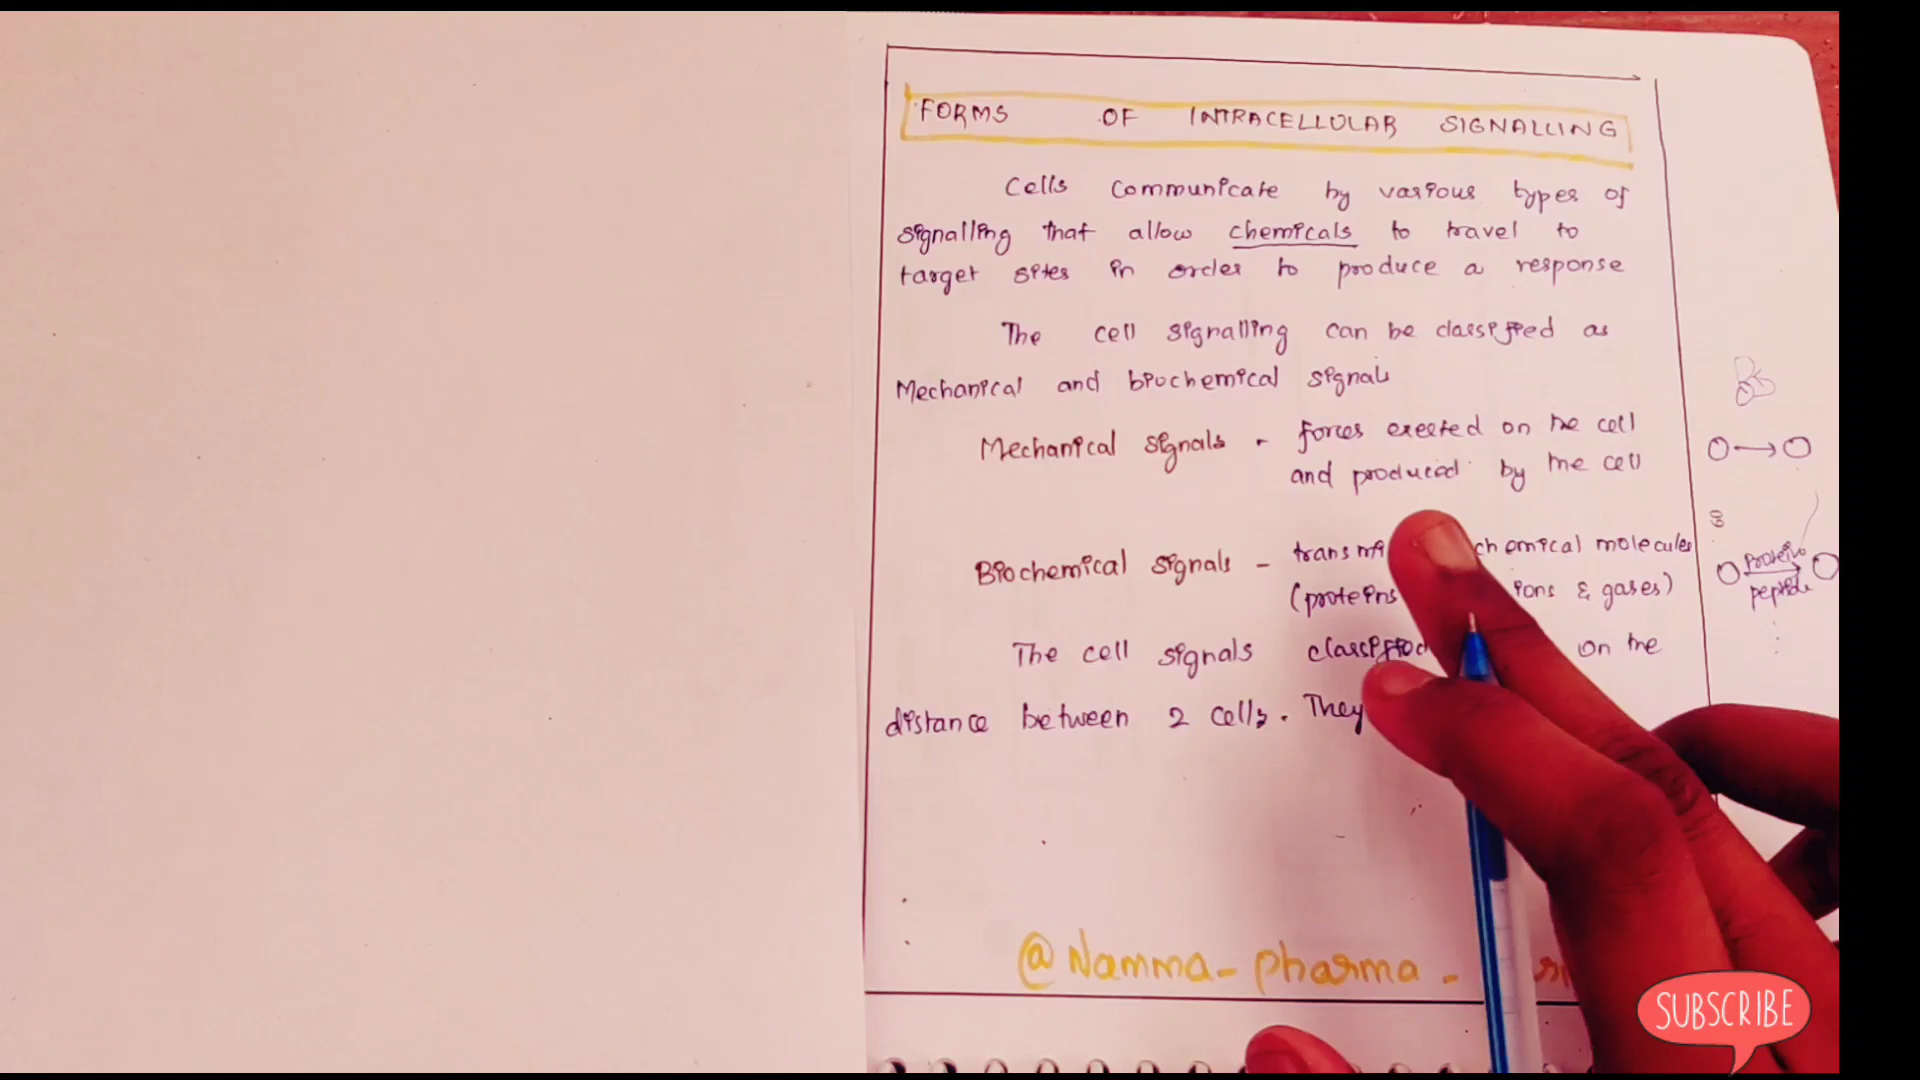 FORMS OF INTRACELLULAR SIGNALLING
Cells communicate by various types of
signalling that allow chemicals to travel to
target sites in order to produce a response
The cell signalling can be classified as
Mechanical and biochemical signals
Mechanical signals - forces exerted on the cell
and produced by the cell
Biochemical signals - chemical molecules
(proteins ions & gases)
The cell signals classified on the
distance between 2 cells. They
proteins
peptide
@Namma-pharma-
SUBSCRIBE